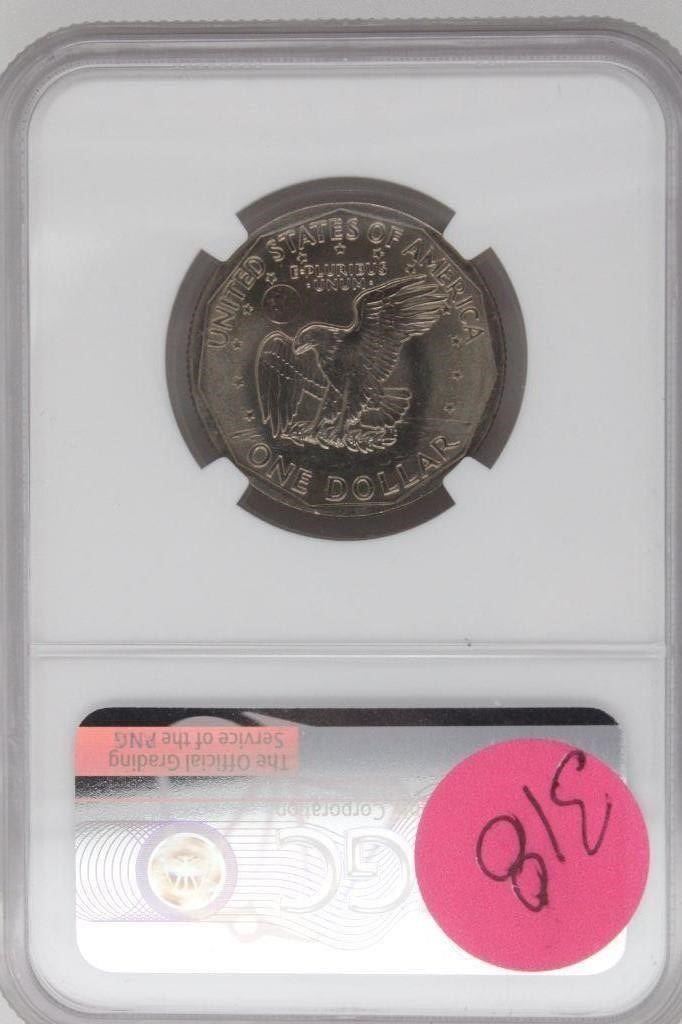 UNITED STATES OF AMERICA
E·PLURIBUS
·UNUM·
ONE DOLLAR
The Official Grading
Service of the PNG
Corporation
318